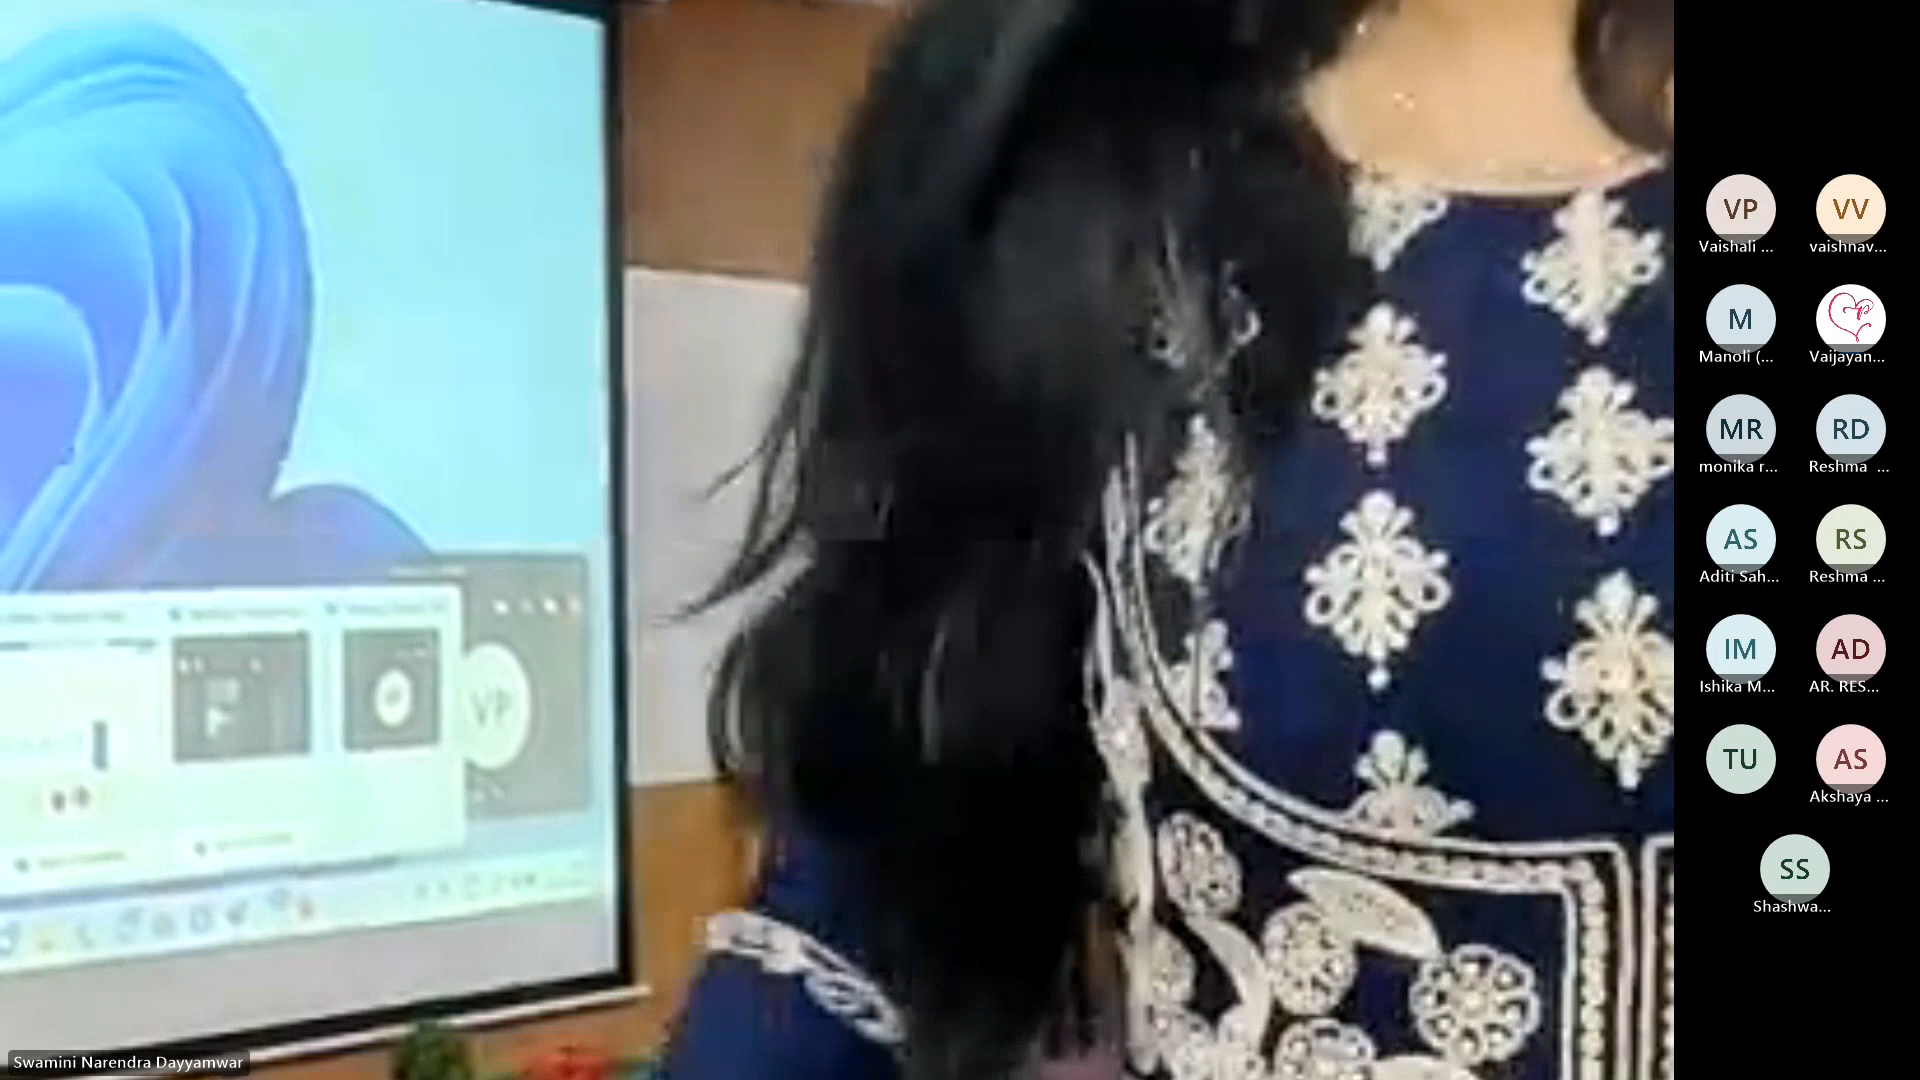 VP
VV
Vaishali ...
vaishnav...
M
Manoli (...
Vaijayan...
MR
RD
monika r...
Reshma ...
AS
RS
Aditi Sah...
Reshma ...
IM
AD
Ishika M...
AR. RES...
VP
TU
AS
Akshaya ...
SS
Shashwa...
Swamini Narendra Dayyamwar